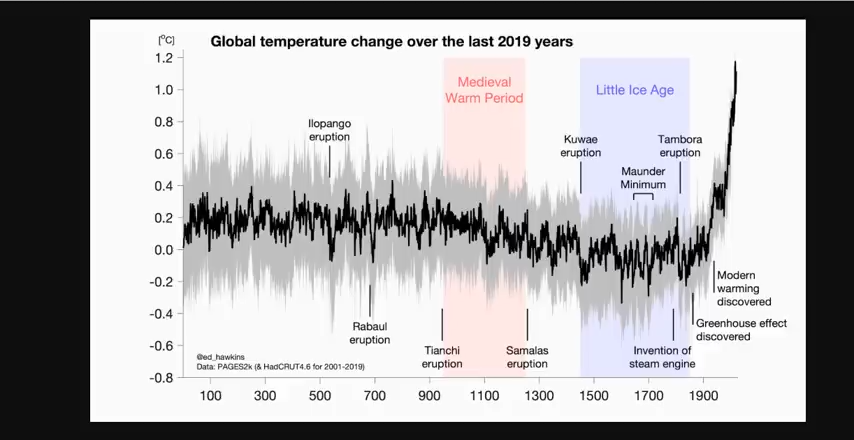 Global temperature change over the last 2019 years
[°C]
1.2
1.0
0.8
0.6
0.4
0.2
0.0
-0.2
-0.4
-0.6
-0.8
Medieval
Warm Period
Little Ice Age
Ilopango
eruption
Kuwae
eruption
Tambora
eruption
Maunder
Minimum
Rabaul
eruption
Tianchi
eruption
Samalas
eruption
Invention of
steam engine
Modern
warming
discovered
Greenhouse effect
discovered
@ed_hawkins
Data: PAGES2k (& HadCRUT4.6 for 2001-2019)
100 300 500 700 900 1100 1300 1500 1700 1900